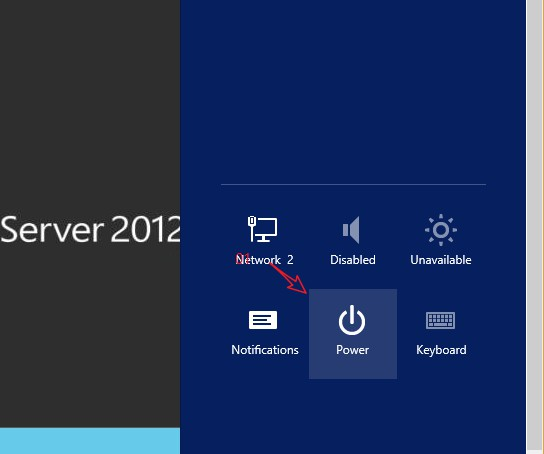 Server 2012
Network 2
Disabled
Unavailable
Notifications
Power
Keyboard